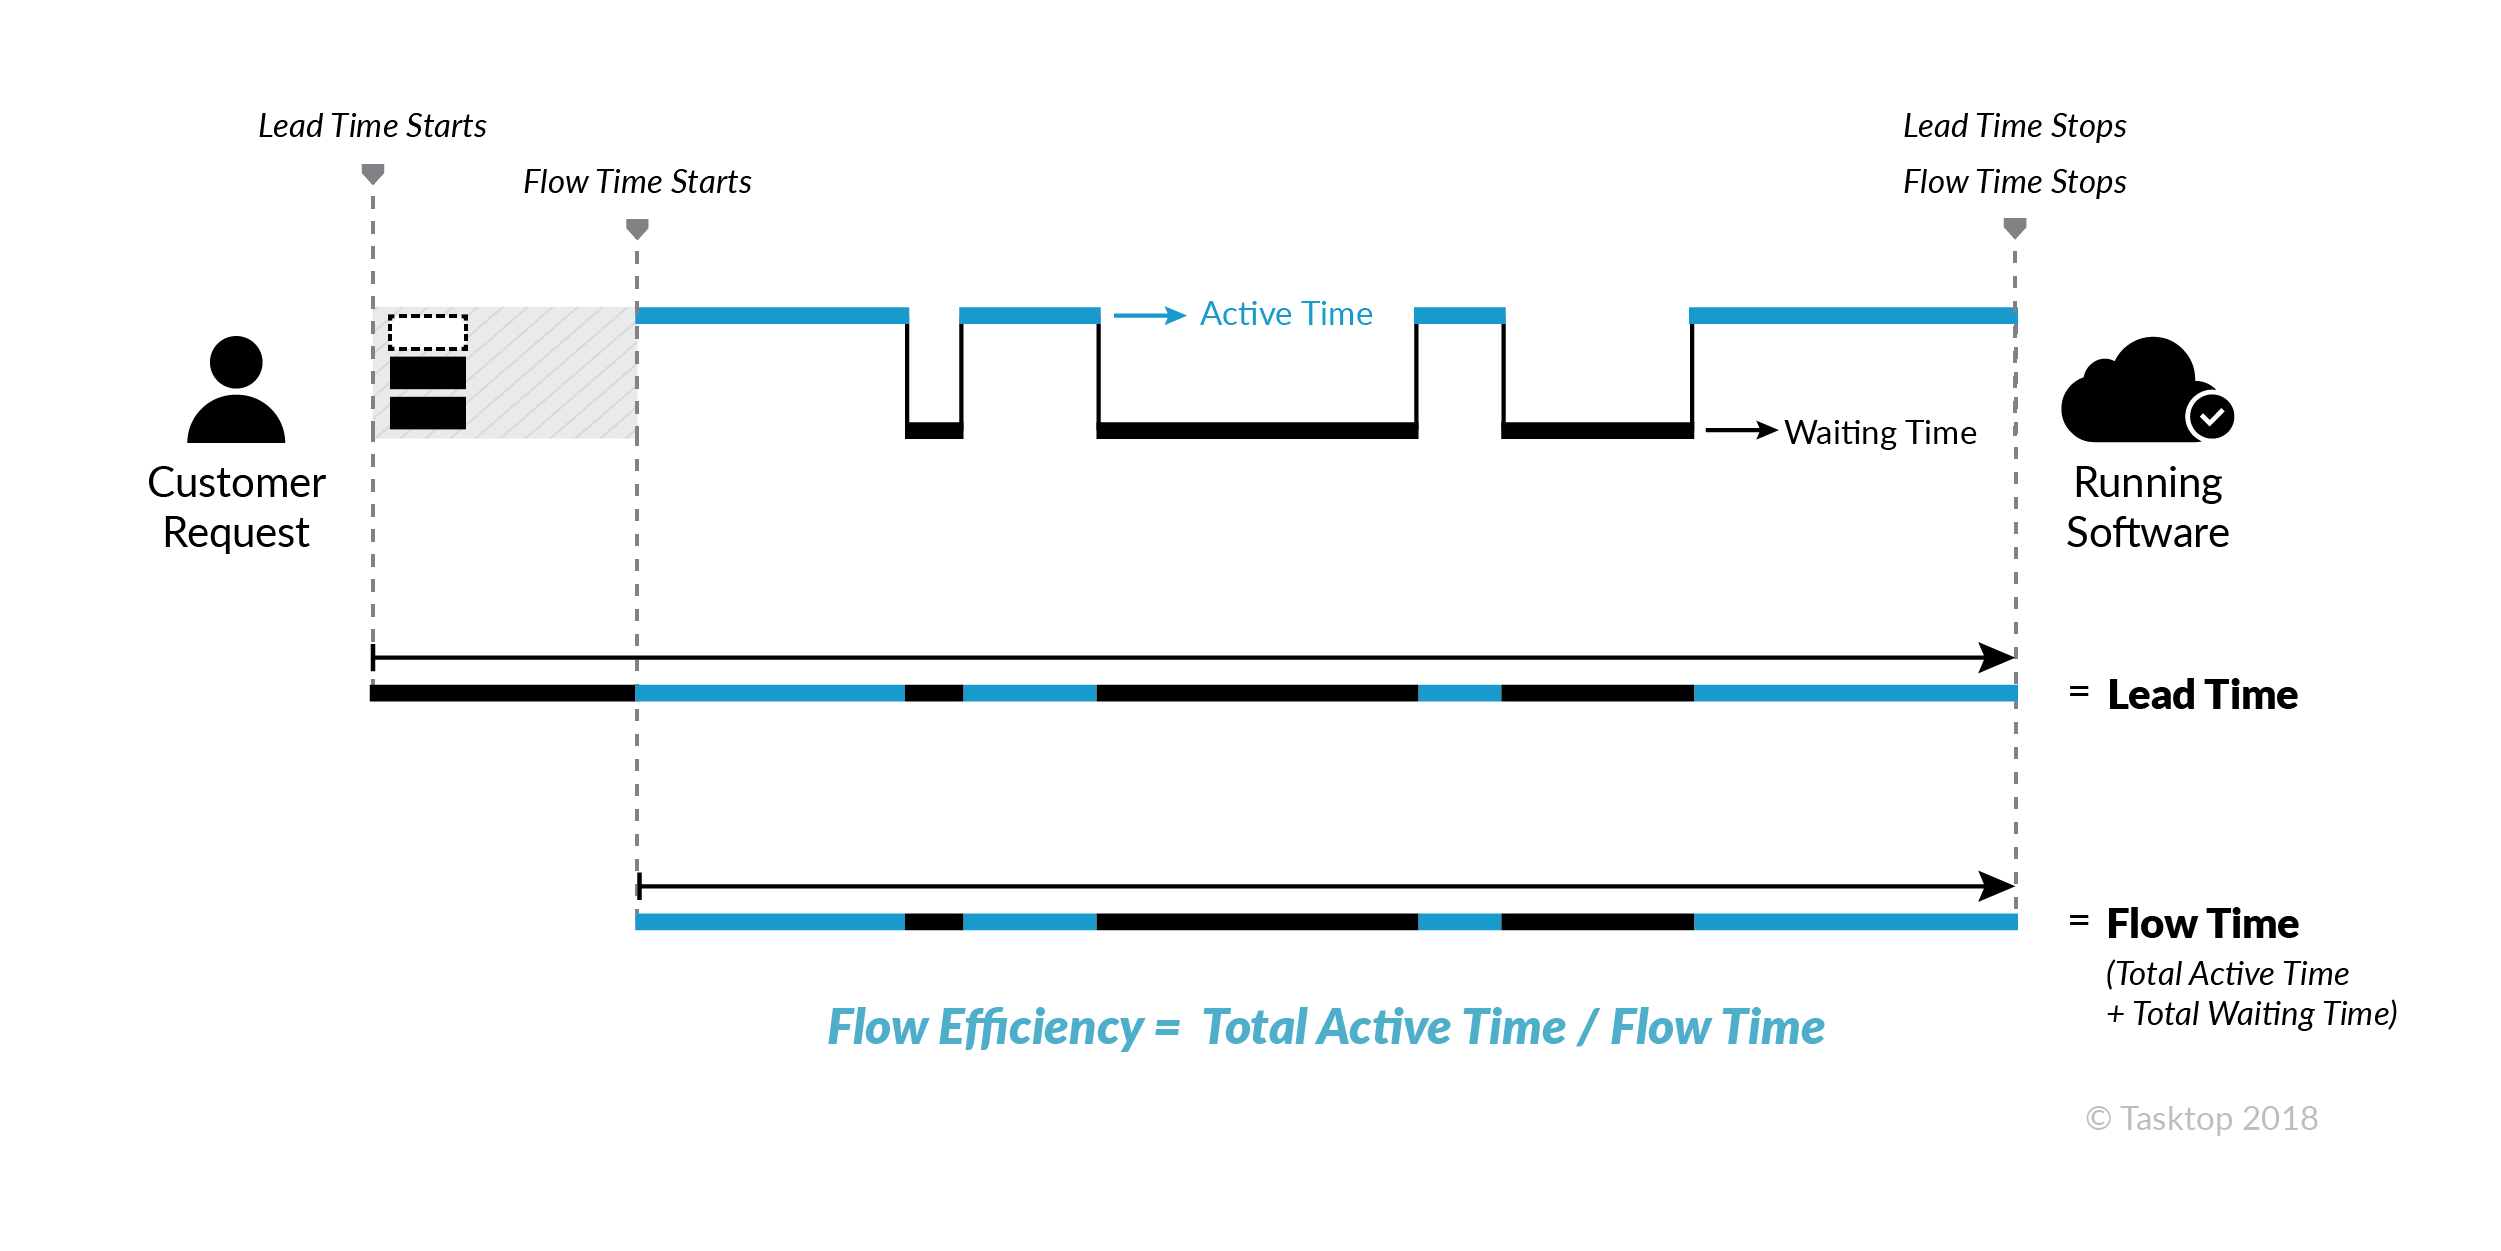 Lead Time Starts
Flow Time Starts
Lead Time Stops
Flow Time Stops
Active Time
Waiting Time
Customer
Request
Running
Software
= Lead Time
= Flow Time
(Total Active Time
+ Total Waiting Time)
Flow Efficiency = Total Active Time / Flow Time
© Tasktop 2018